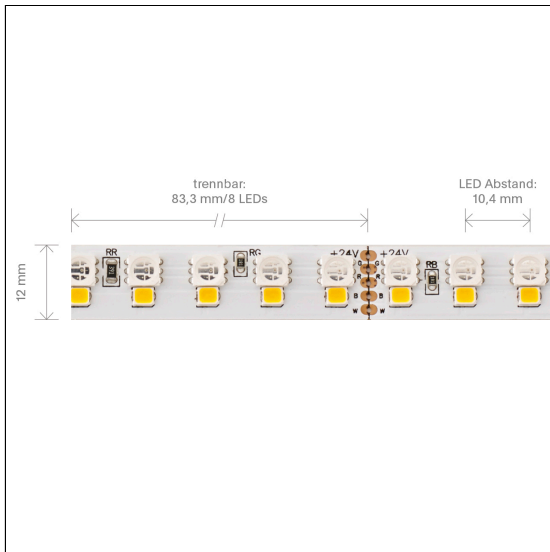 trennbar:
83,3 mm/8 LEDs
LED Abstand:
10,4 mm
12 mm
RR
RG
+24V
+24V
RB
G
G
R
R
B
B
W
W